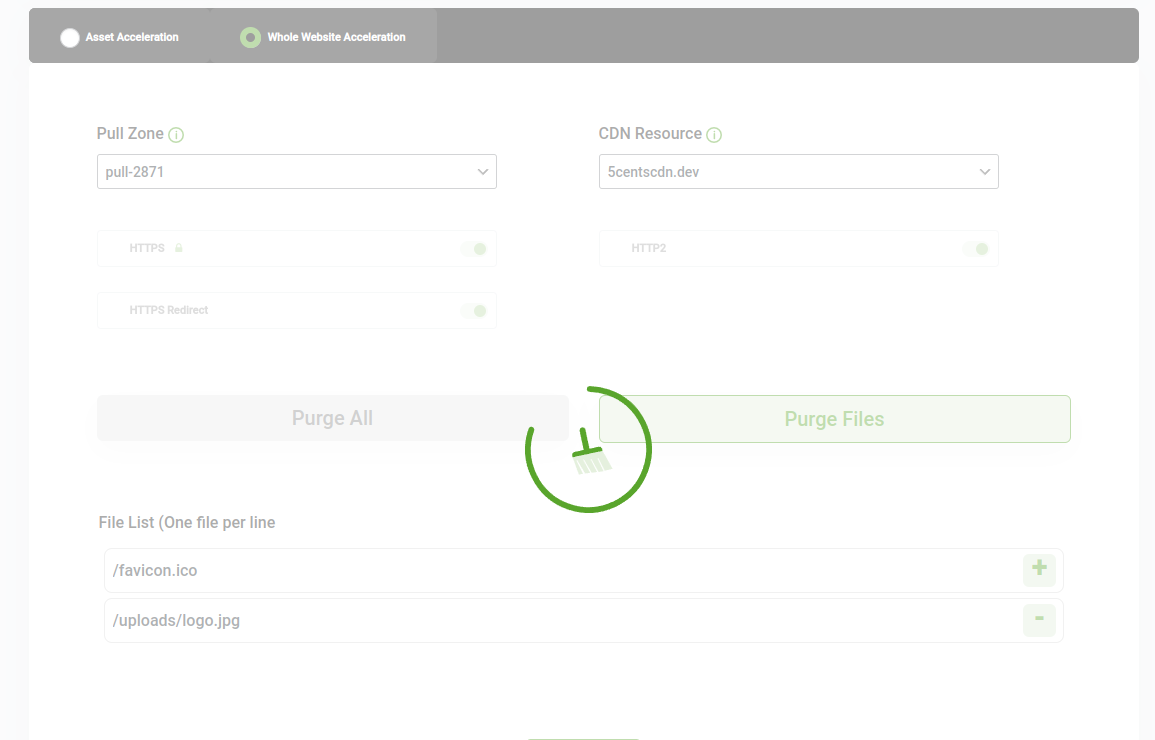 Asset Acceleration
Whole Website Acceleration
Pull Zone
CDN Resource
pull-2871
5centscdn.dev
HTTPS
HTTP2
HTTPS Redirect
Purge All
Purge Files
File List (One file per line
/favicon.ico
+
/uploads/logo.jpg
-